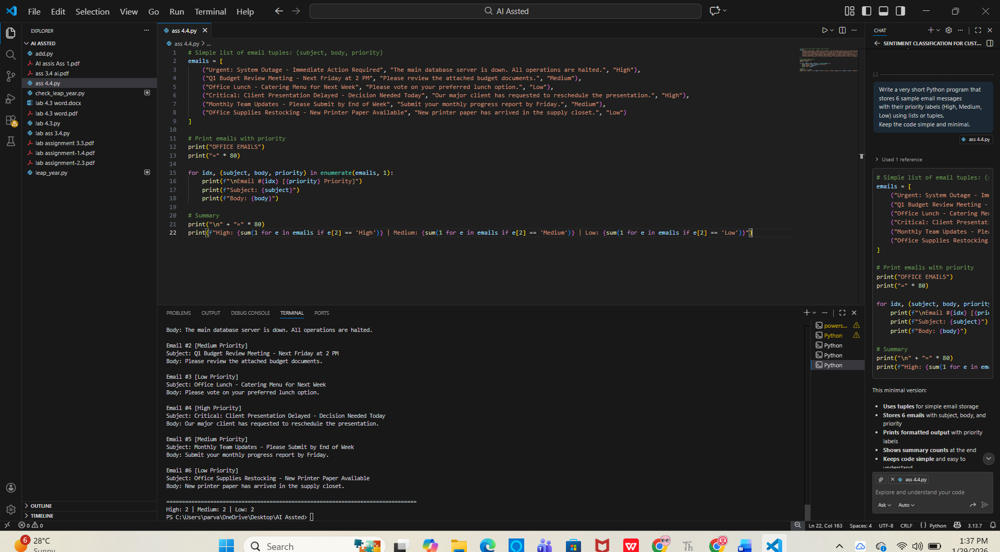 File Edit Selection View Go Run Terminal Help
AI Assted
EXPLORER
AI ASSTED
add.py
AI assis Ass 1.pdf
ass 3.4 ai.pdf
ass 4.4.py
check_leap_year.py
lab 4.3 word.docx
lab 4.3 word.pdf
lab 4.3.py
lab ass 3.4.py
lab assignment 3.3.pdf
lab assignment-1.4.pdf
lab assignment-2.3.pdf
leap_year.py
OUTLINE
TIMELINE
ass 4.4.py
ass 4.4.py > ...
1 # Simple list of email tuples: (subject, body, priority)
2 emails = [
3 ("Urgent: System Outage - Immediate Action Required", "The main database server is down. All operations are halted.", "High"),
4 ("Q1 Budget Review Meeting - Next Friday at 2 PM", "Please review the attached budget documents.", "Medium"),
5 ("Office Lunch - Catering Menu for Next Week", "Please vote on your preferred lunch option.", "Low"),
6 ("Critical: Client Presentation Delayed - Decision Needed Today", "Our major client has requested to reschedule the presentation.", "High"),
7 ("Monthly Team Updates - Please Submit by End of Week", "Submit your monthly progress report by Friday.", "Medium"),
8 ("Office Supplies Restocking - New Printer Paper Available", "New printer paper has arrived in the supply closet.", "Low")
9 ]
10
11 # Print emails with priority
12 print("OFFICE EMAILS")
13 print("=" * 80)
14
15 for idx, (subject, body, priority) in enumerate(emails, 1):
16 print(f"\nEmail #{idx} [{priority} Priority]")
17 print(f"Subject: {subject}")
18 print(f"Body: {body}")
19
20 # Summary
21 print("\n" + "=" * 80)
22 print(f"High: {sum(1 for e in emails if e[2] == 'High')} | Medium: {sum(1 for e in emails if e[2] == 'Medium')} | Low: {sum(1 for e in emails if e[2] == 'Low')}")
PROBLEMS OUTPUT DEBUG CONSOLE TERMINAL PORTS
Body: The main database server is down. All operations are halted.
Email #2 [Medium Priority]
Subject: Q1 Budget Review Meeting - Next Friday at 2 PM
Body: Please review the attached budget documents.
Email #3 [Low Priority]
Subject: Office Lunch - Catering Menu for Next Week
Body: Please vote on your preferred lunch option.
Email #4 [High Priority]
Subject: Critical: Client Presentation Delayed - Decision Needed Today
Body: Our major client has requested to reschedule the presentation.
Email #5 [Medium Priority]
Subject: Monthly Team Updates - Please Submit by End of Week
Body: Submit your monthly progress report by Friday.
Email #6 [Low Priority]
Subject: Office Supplies Restocking - New Printer Paper Available
Body: New printer paper has arrived in the supply closet.
================================================================================
High: 2 | Medium: 2 | Low: 2
PS C:\Users\parva\OneDrive\Desktop\AI Assted>
powers...
Python
Python
Python
Python
CHAT
SENTIMENT CLASSIFICATION FOR CUST...
Write a very short Python program that
stores 6 sample email messages
with their priority labels (High, Medium,
Low) using lists or tuples.
Keep the code simple and minimal.
ass 4.4.py
Used 1 reference
# Simple list of email tuples: (s
emails = [
("Urgent: System Outage - Im
("Q1 Budget Review Meeting -
("Office Lunch - Catering Me
("Critical: Client Presentat
("Monthly Team Updates - Plea
("Office Supplies Restocking
]
# Print emails with priority
print("OFFICE EMAILS")
print("=" * 80)
for idx, (subject, body, priority
print(f"\nEmail #{idx} [{prio
print(f"Subject: {subject}")
print(f"Body: {body}")
# Summary
print("\n" + "=" * 80)
print(f"High: {sum(1 for e in ema
This minimal version:
• Uses tuples for simple email storage
• Stores 6 emails with subject, body, and
priority
• Prints formatted output with priority
labels
• Shows summary counts at the end
• Keeps code simple and easy to
understand
ass 4.4.py
Explore and understand your code
Ask Auto
0 0
Ln 22, Col 163 Spaces: 4 UTF-8 CRLF { } Python 3.13.7
6
28°C
Sunny
Search
1:37 PM
1/29/2026